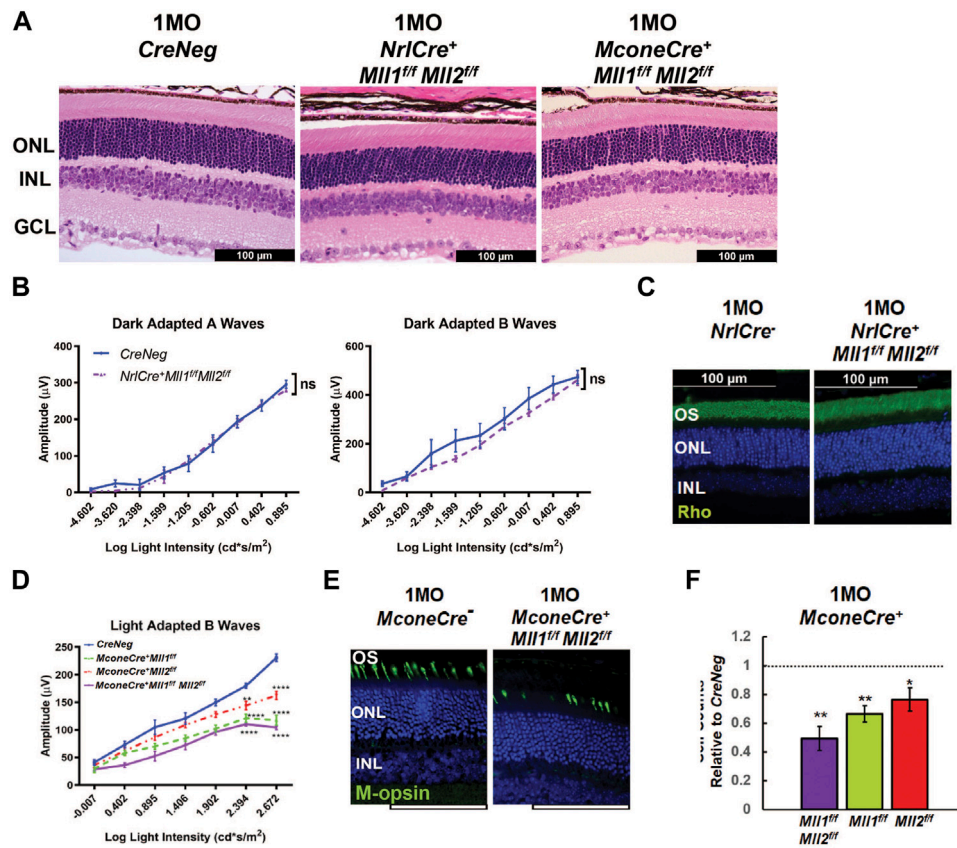 A
1MO
CreNeg
1MO
NrlCre⁺
Mll1f/f Mll2f/f
1MO
MconeCre⁺
Mll1f/f Mll2f/f
ONL
INL
GCL
100 µm
100 µm
100 µm
B
Dark Adapted A Waves
CreNeg
NrlCre⁺Mll1f/fMll2f/f
Amplitude (µV)
400
300
200
100
0
ns
-4.602
-3.620
-2.398
-1.599
-1.205
-0.602
-0.007
0.402
0.895
Log Light Intensity (cd*s/m²)
Dark Adapted B Waves
Amplitude (µV)
600
400
200
0
ns
-4.602
-3.620
-2.398
-1.599
-1.205
-0.602
-0.007
0.402
0.895
Log Light Intensity (cd*s/m²)
C
1MO
NrlCre⁻
1MO
NrlCre⁺
Mll1f/f Mll2f/f
100 µm
100 µm
OS
ONL
INL
Rho
D
Light Adapted B Waves
CreNeg
MconeCre⁺Mll1f/f
MconeCre⁺Mll2f/f
MconeCre⁺Mll1f/f Mll2f/f
Amplitude (µV)
250
200
150
100
50
0
**
****
****
****
****
****
-0.007
0.402
0.895
1.406
1.902
2.394
2.672
Log Light Intensity (cd*s/m²)
E
1MO
MconeCre⁻
1MO
MconeCre⁺
Mll1f/f Mll2f/f
OS
ONL
INL
M-opsin
F
1MO
MconeCre⁺
Relative to CreNeg
1.2
1
0.8
0.6
0.4
0.2
0
**
**
*
Mll1f/f
Mll2f/f
Mll1f/f
Mll2f/f